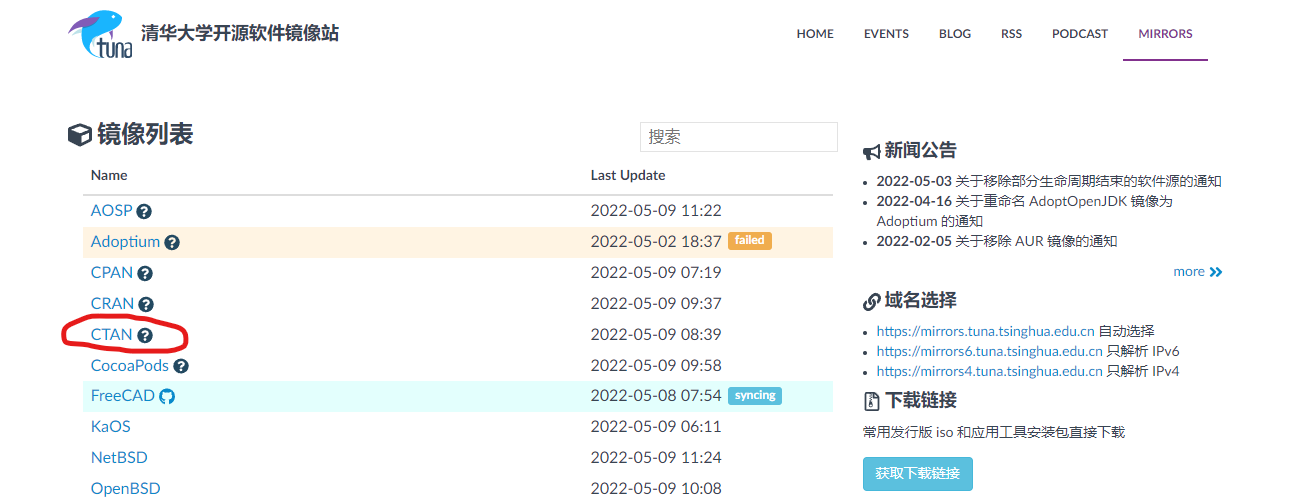 tuna
清华大学开源软件镜像站
HOME EVENTS BLOG RSS PODCAST MIRRORS
镜像列表
搜索
Name Last Update
AOSP 2022-05-09 11:22
Adoptium 2022-05-02 18:37 failed
CPAN 2022-05-09 07:19
CRAN 2022-05-09 09:37
CTAN 2022-05-09 08:39
CocoaPods 2022-05-09 09:58
FreeCAD 2022-05-08 07:54 syncing
KaOS 2022-05-09 06:11
NetBSD 2022-05-09 11:24
OpenBSD 2022-05-09 10:08
新闻公告
2022-05-03 关于移除部分生命周期结束的软件源的通知
2022-04-16 关于重命名 AdoptOpenJDK 镜像为
Adoptium 的通知
2022-02-05 关于移除 AUR 镜像的通知
more
域名选择
https://mirrors.tuna.tsinghua.edu.cn 自动选择
https://mirrors6.tuna.tsinghua.edu.cn 只解析 IPv6
https://mirrors4.tuna.tsinghua.edu.cn 只解析 IPv4
下载链接
常用发行版 iso 和应用工具安装包直接下载
获取下载链接